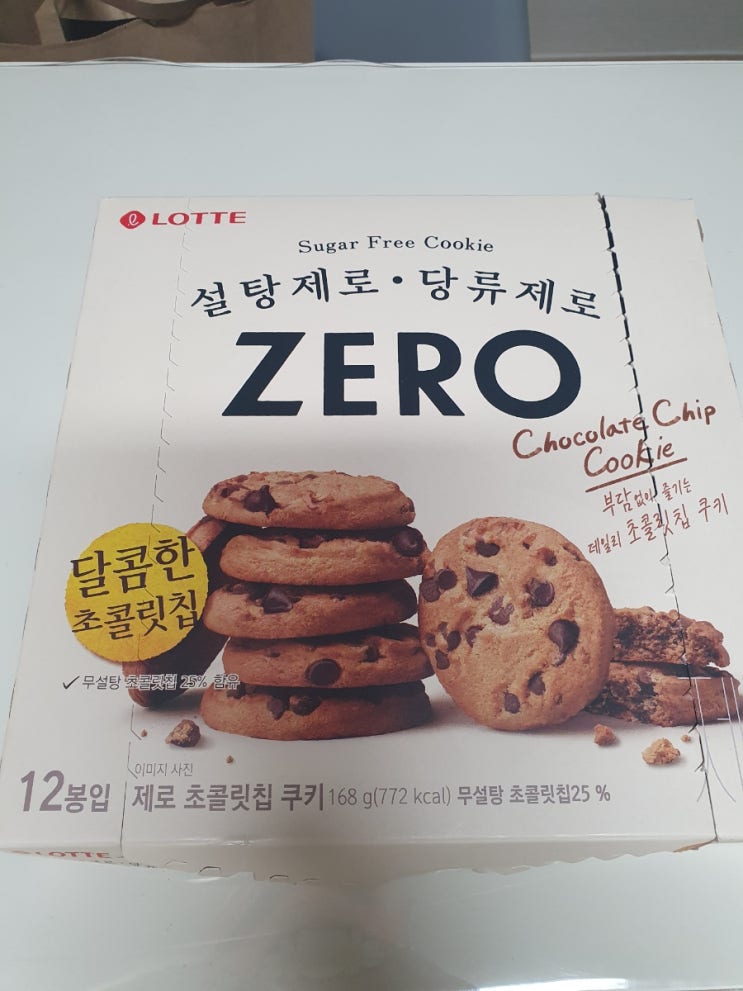 LOTTE
Sugar Free Cookie
설탕제로·당류제로
ZERO
Chocolate Chip
Cookie
부담없이 즐기는
데일리 초콜릿칩 쿠키
달콤한
초콜릿칩
✓ 무설탕 초콜릿칩 25% 함유
이미지 사진
12봉입 제로 초콜릿칩 쿠키 168 g(772 kcal) 무설탕 초콜릿칩25 %
LOTTE